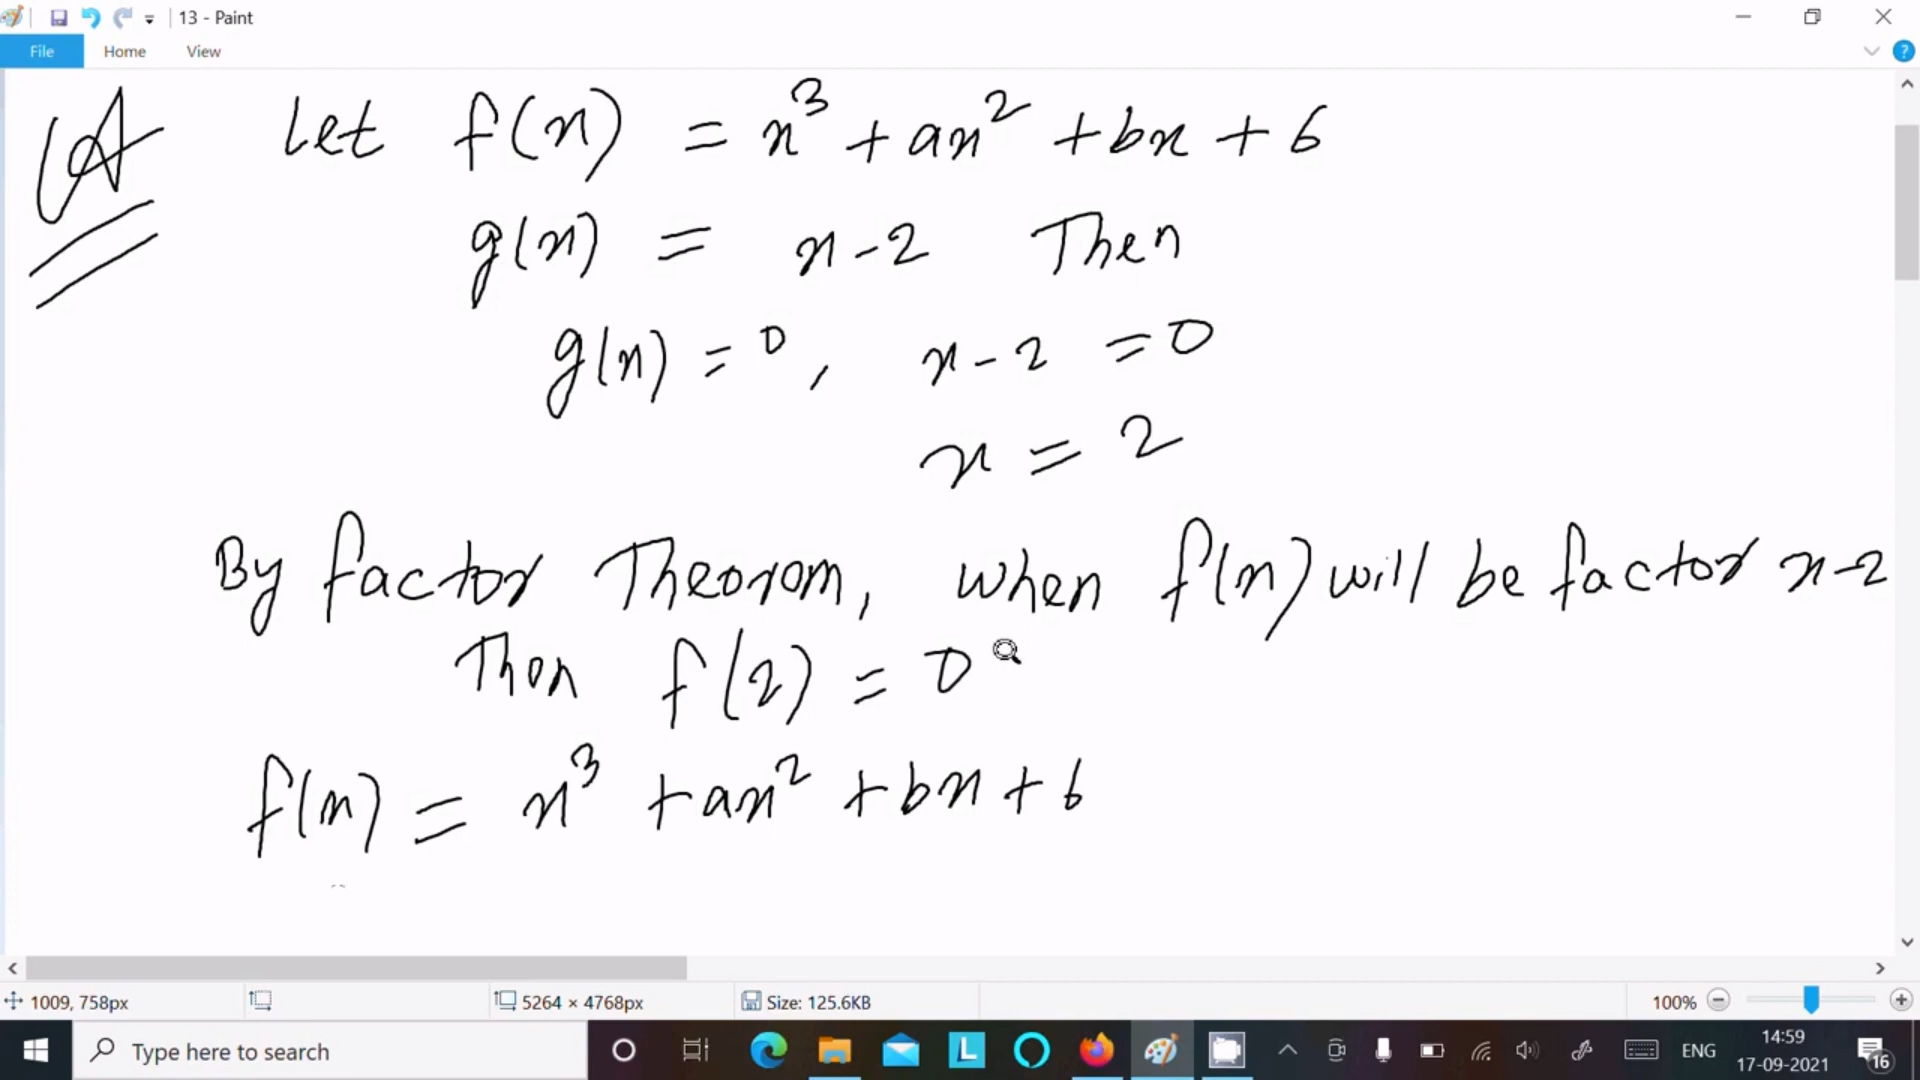 13 - Paint
File Home View
A Let f(x) = x³ + ax² + bx + 6
g(x) = x - 2 Then
g(x) = 0, x - 2 = 0
x = 2
By factor Theorom, when f(x) will be factor x-2
Then f(2) = 0
f(x) = x³ + ax² + bx + 6
1009, 758px
5264 × 4768px
Size: 125.6KB
100%
Type here to search
L
ENG
14:59
17-09-2021
16